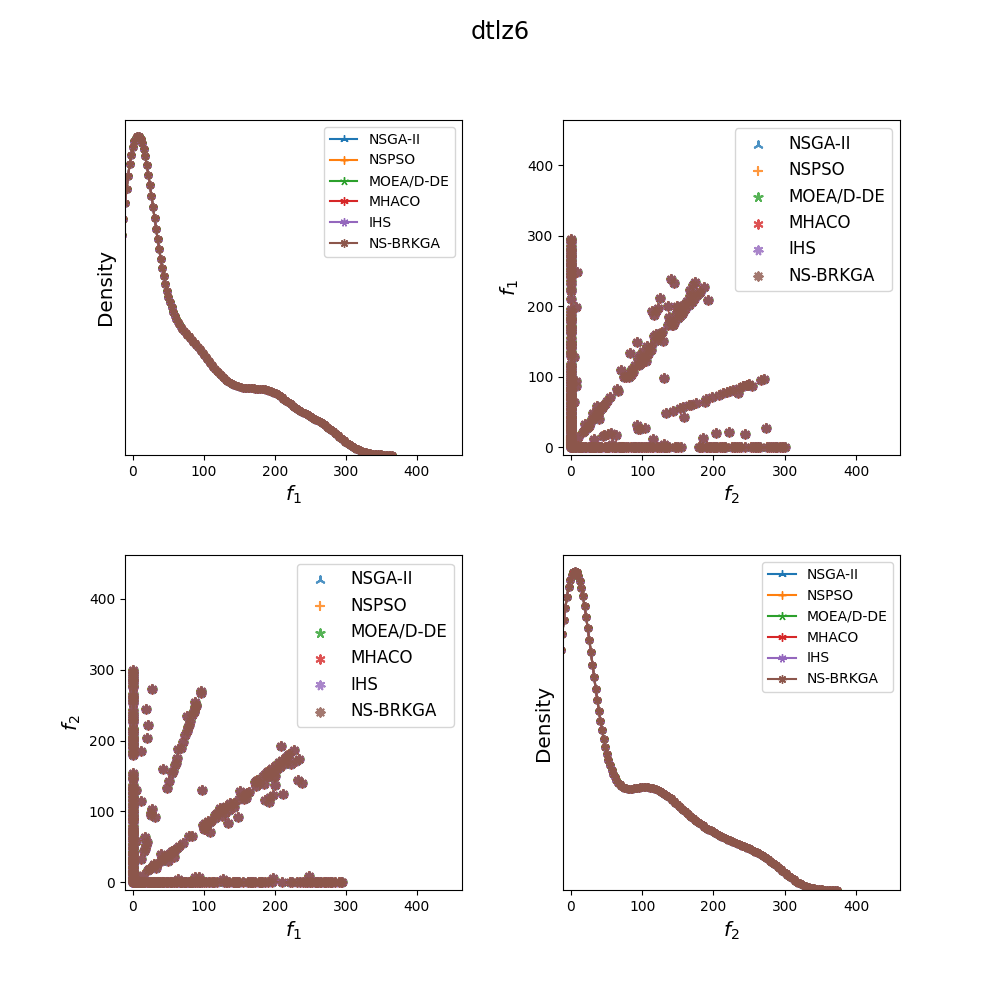 dtlz6
Density
NSGA-II
NSPSO
MOEA/D-DE
MHACO
IHS
NS-BRKGA
0 100 200 300 400
f1
f1
400
300
200
100
0
NSGA-II
NSPSO
MOEA/D-DE
MHACO
IHS
NS-BRKGA
0 100 200 300 400
f2
f2
400
300
200
100
0
NSGA-II
NSPSO
MOEA/D-DE
MHACO
IHS
NS-BRKGA
0 100 200 300 400
f1
Density
NSGA-II
NSPSO
MOEA/D-DE
MHACO
IHS
NS-BRKGA
0 100 200 300 400
f2